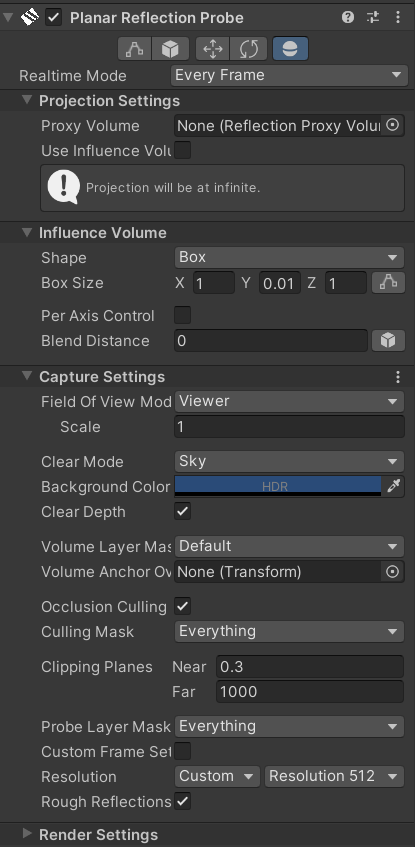 Planar Reflection Probe
Realtime Mode Every Frame
Projection Settings
Proxy Volume None (Reflection Proxy Volu
Use Influence Volu
Projection will be at infinite.
Influence Volume
Shape Box
Box Size X 1 Y 0.01 Z 1
Per Axis Control
Blend Distance 0
Capture Settings
Field Of View Mod Viewer
Scale 1
Clear Mode Sky
Background Color HDR
Clear Depth
Volume Layer Mas Default
Volume Anchor Ov None (Transform)
Occlusion Culling
Culling Mask Everything
Clipping Planes Near 0.3
Far 1000
Probe Layer Mask Everything
Custom Frame Set
Resolution Custom Resolution 512
Rough Reflections
Render Settings